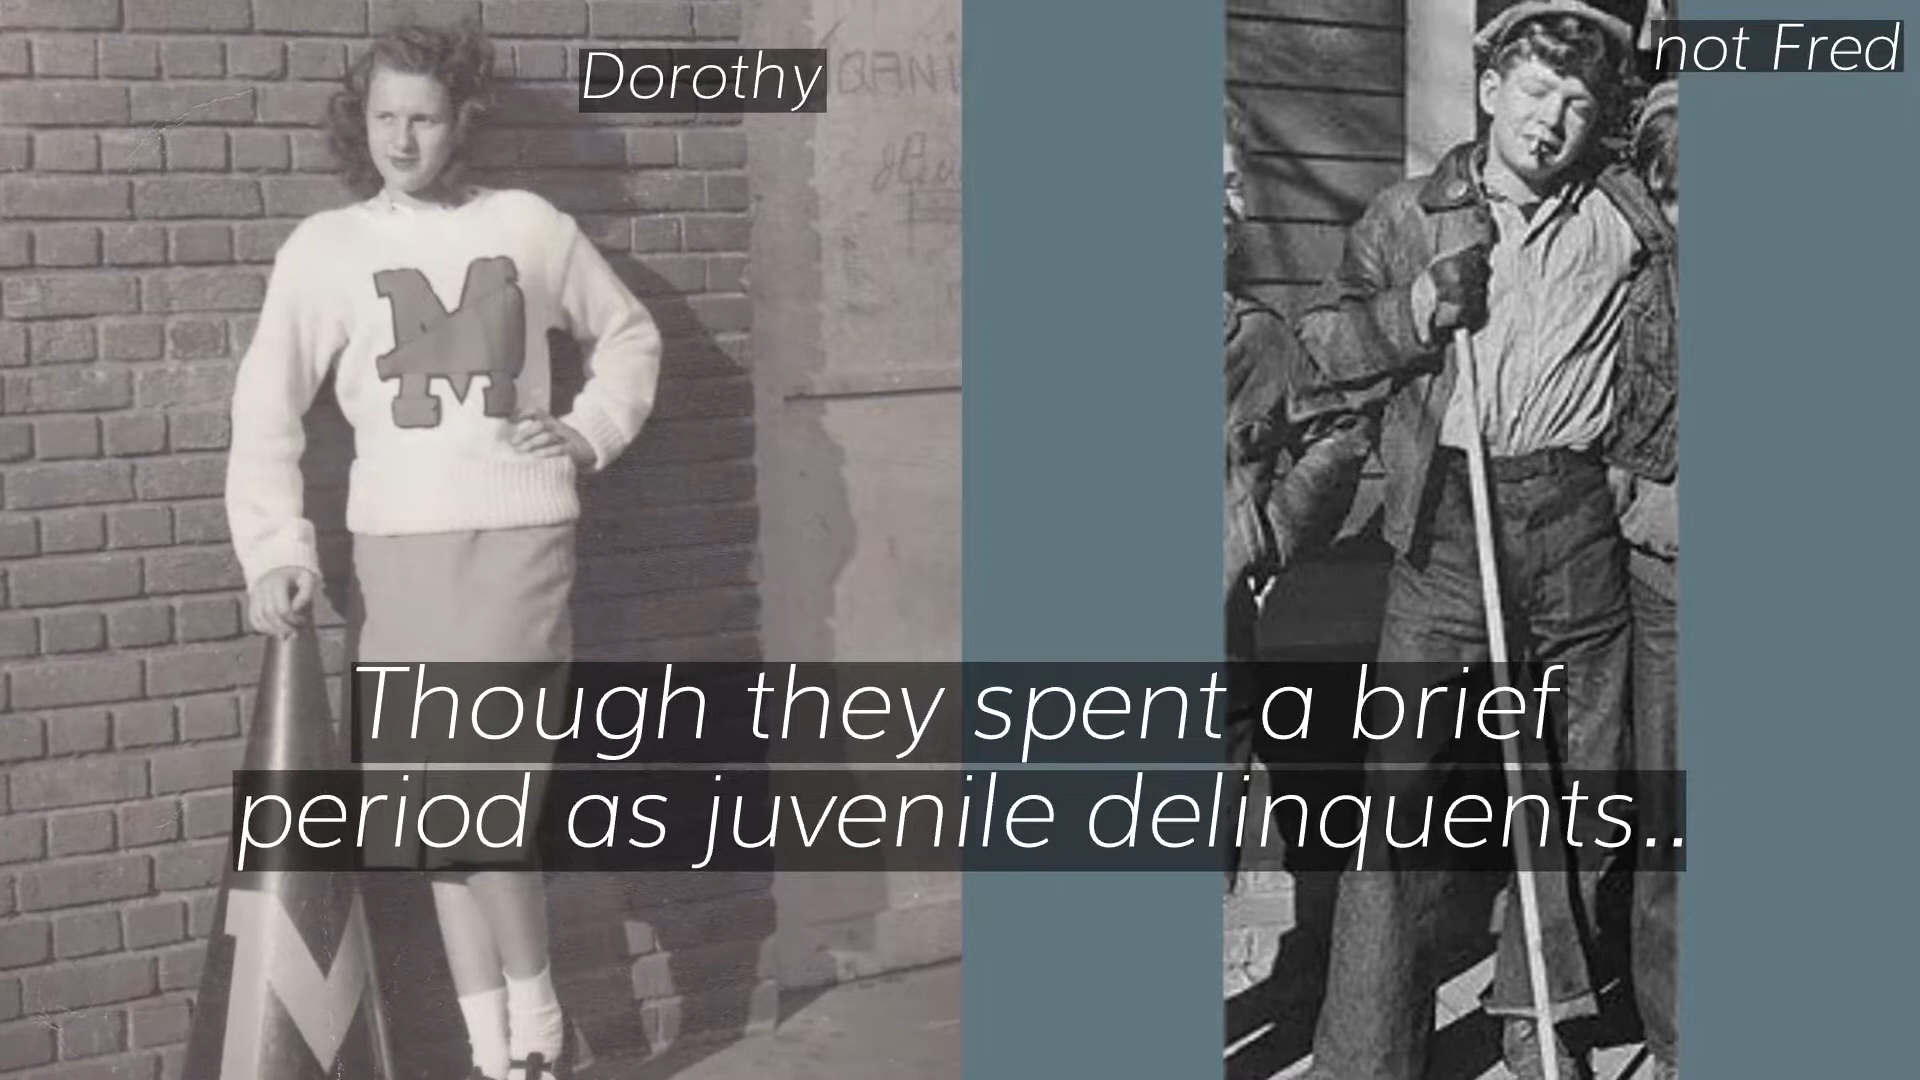 Dorothy
not Fred
M
Though they spent a brief
period as juvenile delinquents..
M